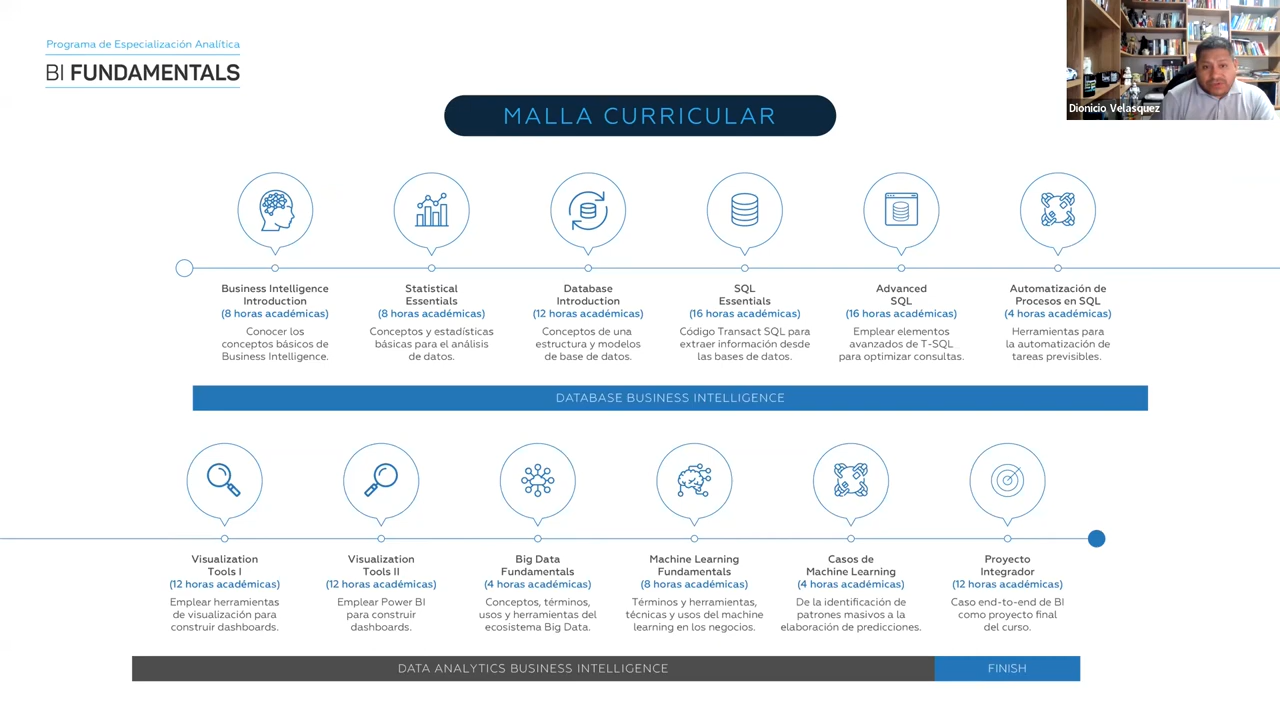 Programa de Especialización Analítica
BI FUNDAMENTALS
Dionicio Velasquez
MALLA CURRICULAR
Business Intelligence
Introduction
(8 horas académicas)
Conocer los
conceptos básicos de
Business Intelligence.
Statistical
Essentials
(8 horas académicas)
Conceptos y estadísticas
básicas para el análisis
de datos.
Database
Introduction
(12 horas académicas)
Conceptos de una
estructura y modelos
de base de datos.
SQL
Essentials
(16 horas académicas)
Código Transact SQL para
extraer información desde
las bases de datos.
Advanced
SQL
(16 horas académicas)
Emplear elementos
avanzados de T-SQL
para optimizar consultas.
Automatización de
Procesos en SQL
(4 horas académicas)
Herramientas para
la automatización de
tareas previsibles.
DATABASE BUSINESS INTELLIGENCE
Visualization
Tools I
(12 horas académicas)
Emplear herramientas
de visualización para
construir dashboards.
Visualization
Tools II
(12 horas académicas)
Emplear Power BI
para construir
dashboards.
Big Data
Fundamentals
(4 horas académicas)
Conceptos, términos,
usos y herramientas del
ecosistema Big Data.
Machine Learning
Fundamentals
(8 horas académicas)
Términos y herramientas,
técnicas y usos del machine
learning en los negocios.
Casos de
Machine Learning
(4 horas académicas)
De la identificación de
patrones masivos a la
elaboración de predicciones.
Proyecto
Integrador
(12 horas académicas)
Caso end-to-end de BI
como proyecto final
del curso.
DATA ANALYTICS BUSINESS INTELLIGENCE
FINISH